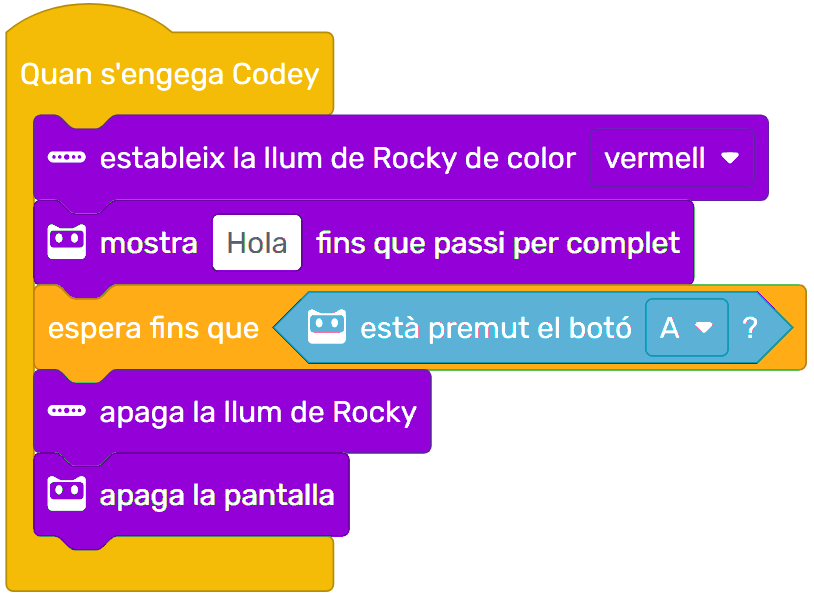 Quan s'engega Codey
estableix la llum de Rocky de color vermell
mostra Hola fins que passi per complet
espera fins que està premut el botó A ?
apaga la llum de Rocky
apaga la pantalla